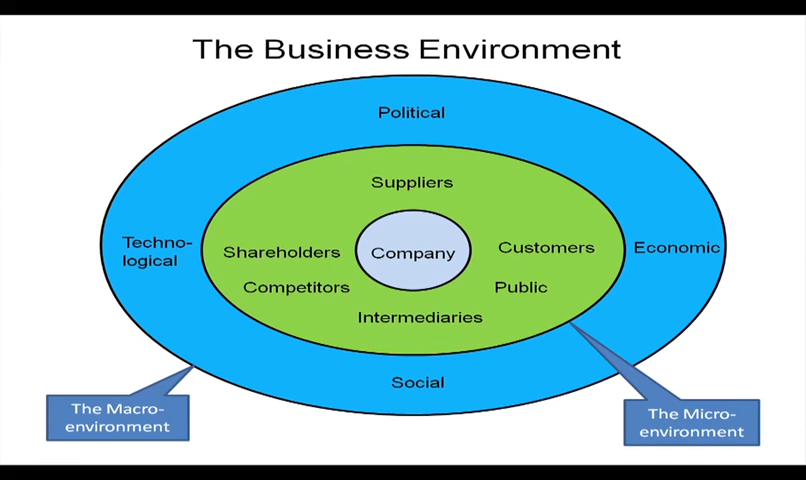 The Business Environment
Political
Suppliers
Techno-
logical
Shareholders
Company
Customers
Economic
Competitors
Public
Intermediaries
Social
The Macro-
environment
The Micro-
environment